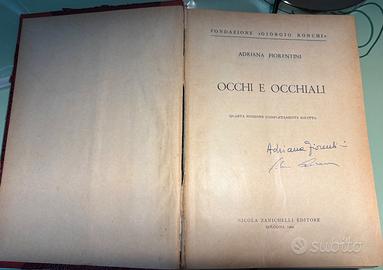 FONDAZIONE «GIORGIO RONCHI»
ADRIANA FIORENTINI
OCCHI E OCCHIALI
QUARTA EDIZIONE COMPLETAMENTE RIFATTA
Adriana Fiorentini
NICOLA ZANICHELLI EDITORE
BOLOGNA
subito